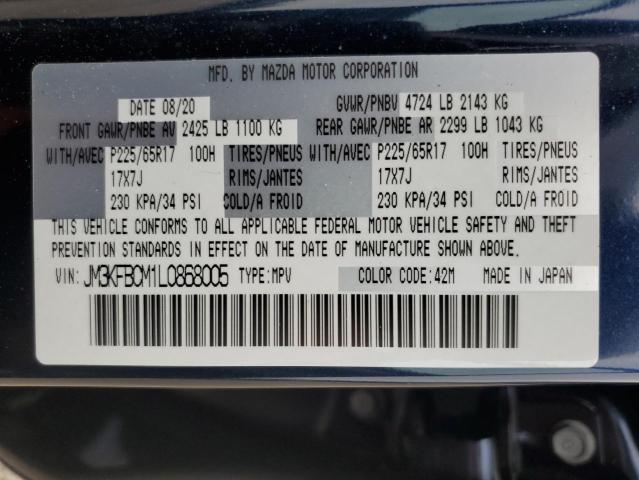 MFD. BY MAZDA MOTOR CORPORATION
DATE 08/20 GVWR/PNBV 4724 LB 2143 KG
FRONT GAWR/PNBE AV 2425 LB 1100 KG REAR GAWR/PNBE AR 2299 LB 1043 KG
WITH/AVEC P225/65R17 100H TIRES/PNEUS WITH/AVEC P225/65R17 100H TIRES/PNEUS
17X7J RIMS/JANTES 17X7J RIMS/JANTES
230 KPA/34 PSI COLD/A FROID 230 KPA/34 PSI COLD/A FROID
THIS VEHICLE CONFORMS TO ALL APPLICABLE FEDERAL MOTOR VEHICLE SAFETY AND THEFT
PREVENTION STANDARDS IN EFFECT ON THE DATE OF MANUFACTURE SHOWN ABOVE.
VIN: JM3KFBCM1L0868005 TYPE:MPV COLOR CODE:42M MADE IN JAPAN